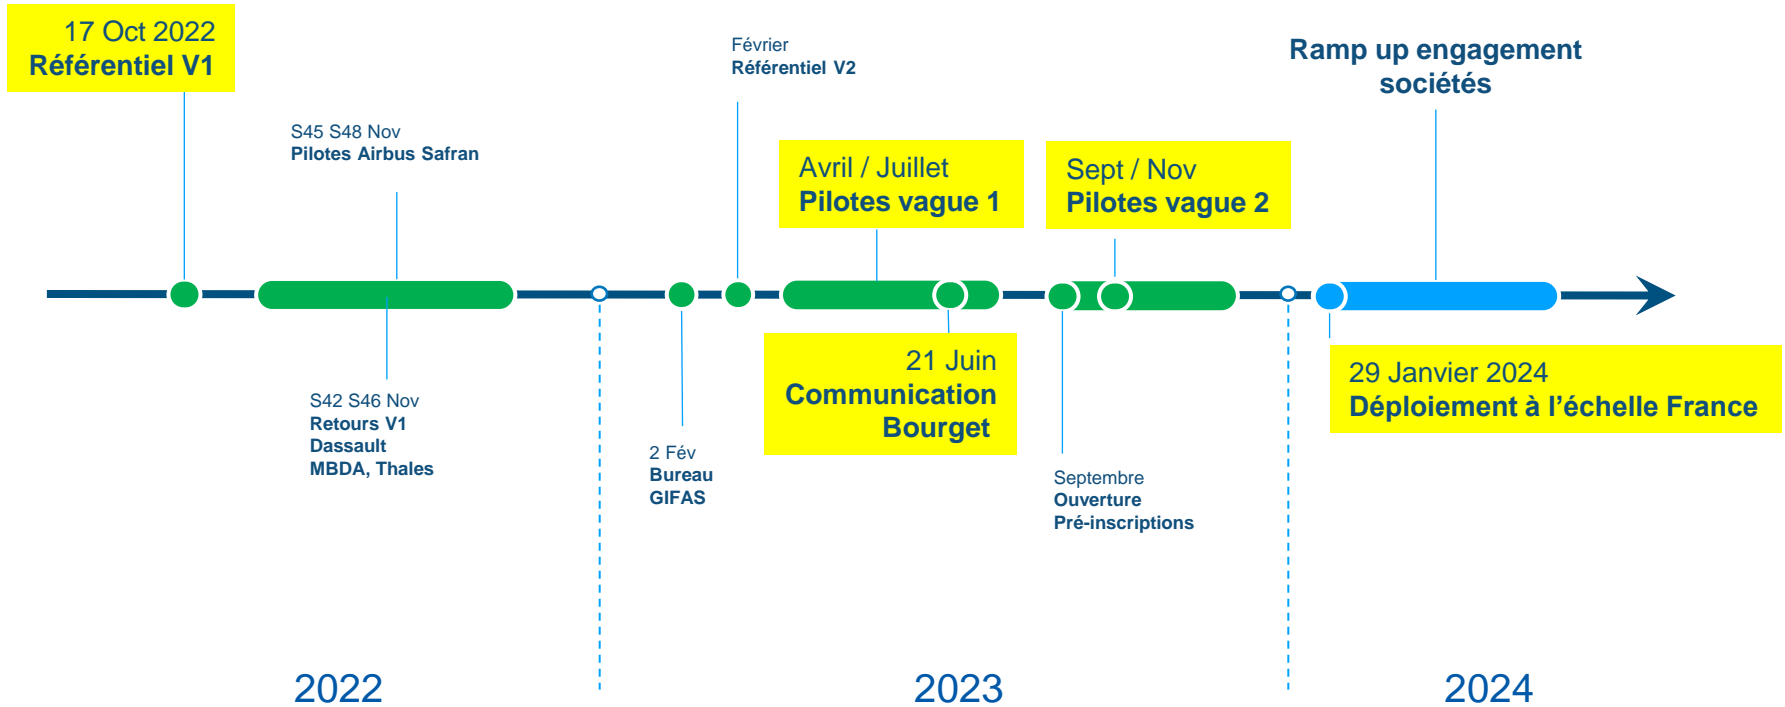 17 Oct 2022
Référentiel V1
S45 S48 Nov
Pilotes Airbus Safran
S42 S46 Nov
Retours V1
Dassault
MBDA, Thales
Février
Référentiel V2
2 Fév
Bureau
GIFAS
Avril / Juillet
Pilotes vague 1
21 Juin
Communication
Bourget
Sept / Nov
Pilotes vague 2
Septembre
Ouverture
Pré-inscriptions
Ramp up engagement
sociétés
29 Janvier 2024
Déploiement à l’échelle France
2022
2023
2024